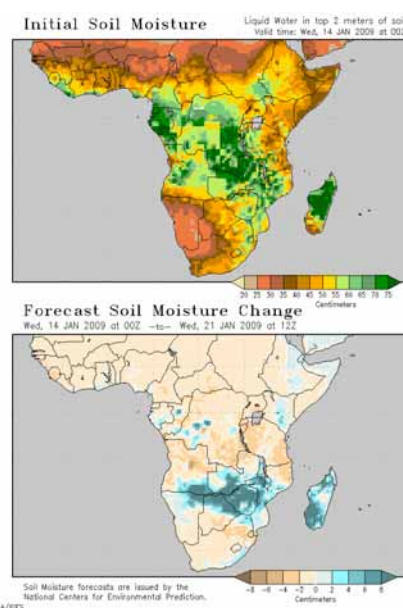 Initial Soil Moisture
Liquid Water in top 2 meters of soil
Valid time: Wed, 14 JAN 2009 at 00Z
20 25 30 35 40 45 50 55 60 65 70 75
Centimeters
Forecast Soil Moisture Change
Wed, 14 JAN 2009 at 00Z -to- Wed, 21 JAN 2009 at 12Z
Soil Moisture forecasts are issued by the
National Centers for Environmental Prediction.
-8 -6 -4 -2 0 2 4 6 8
Centimeters